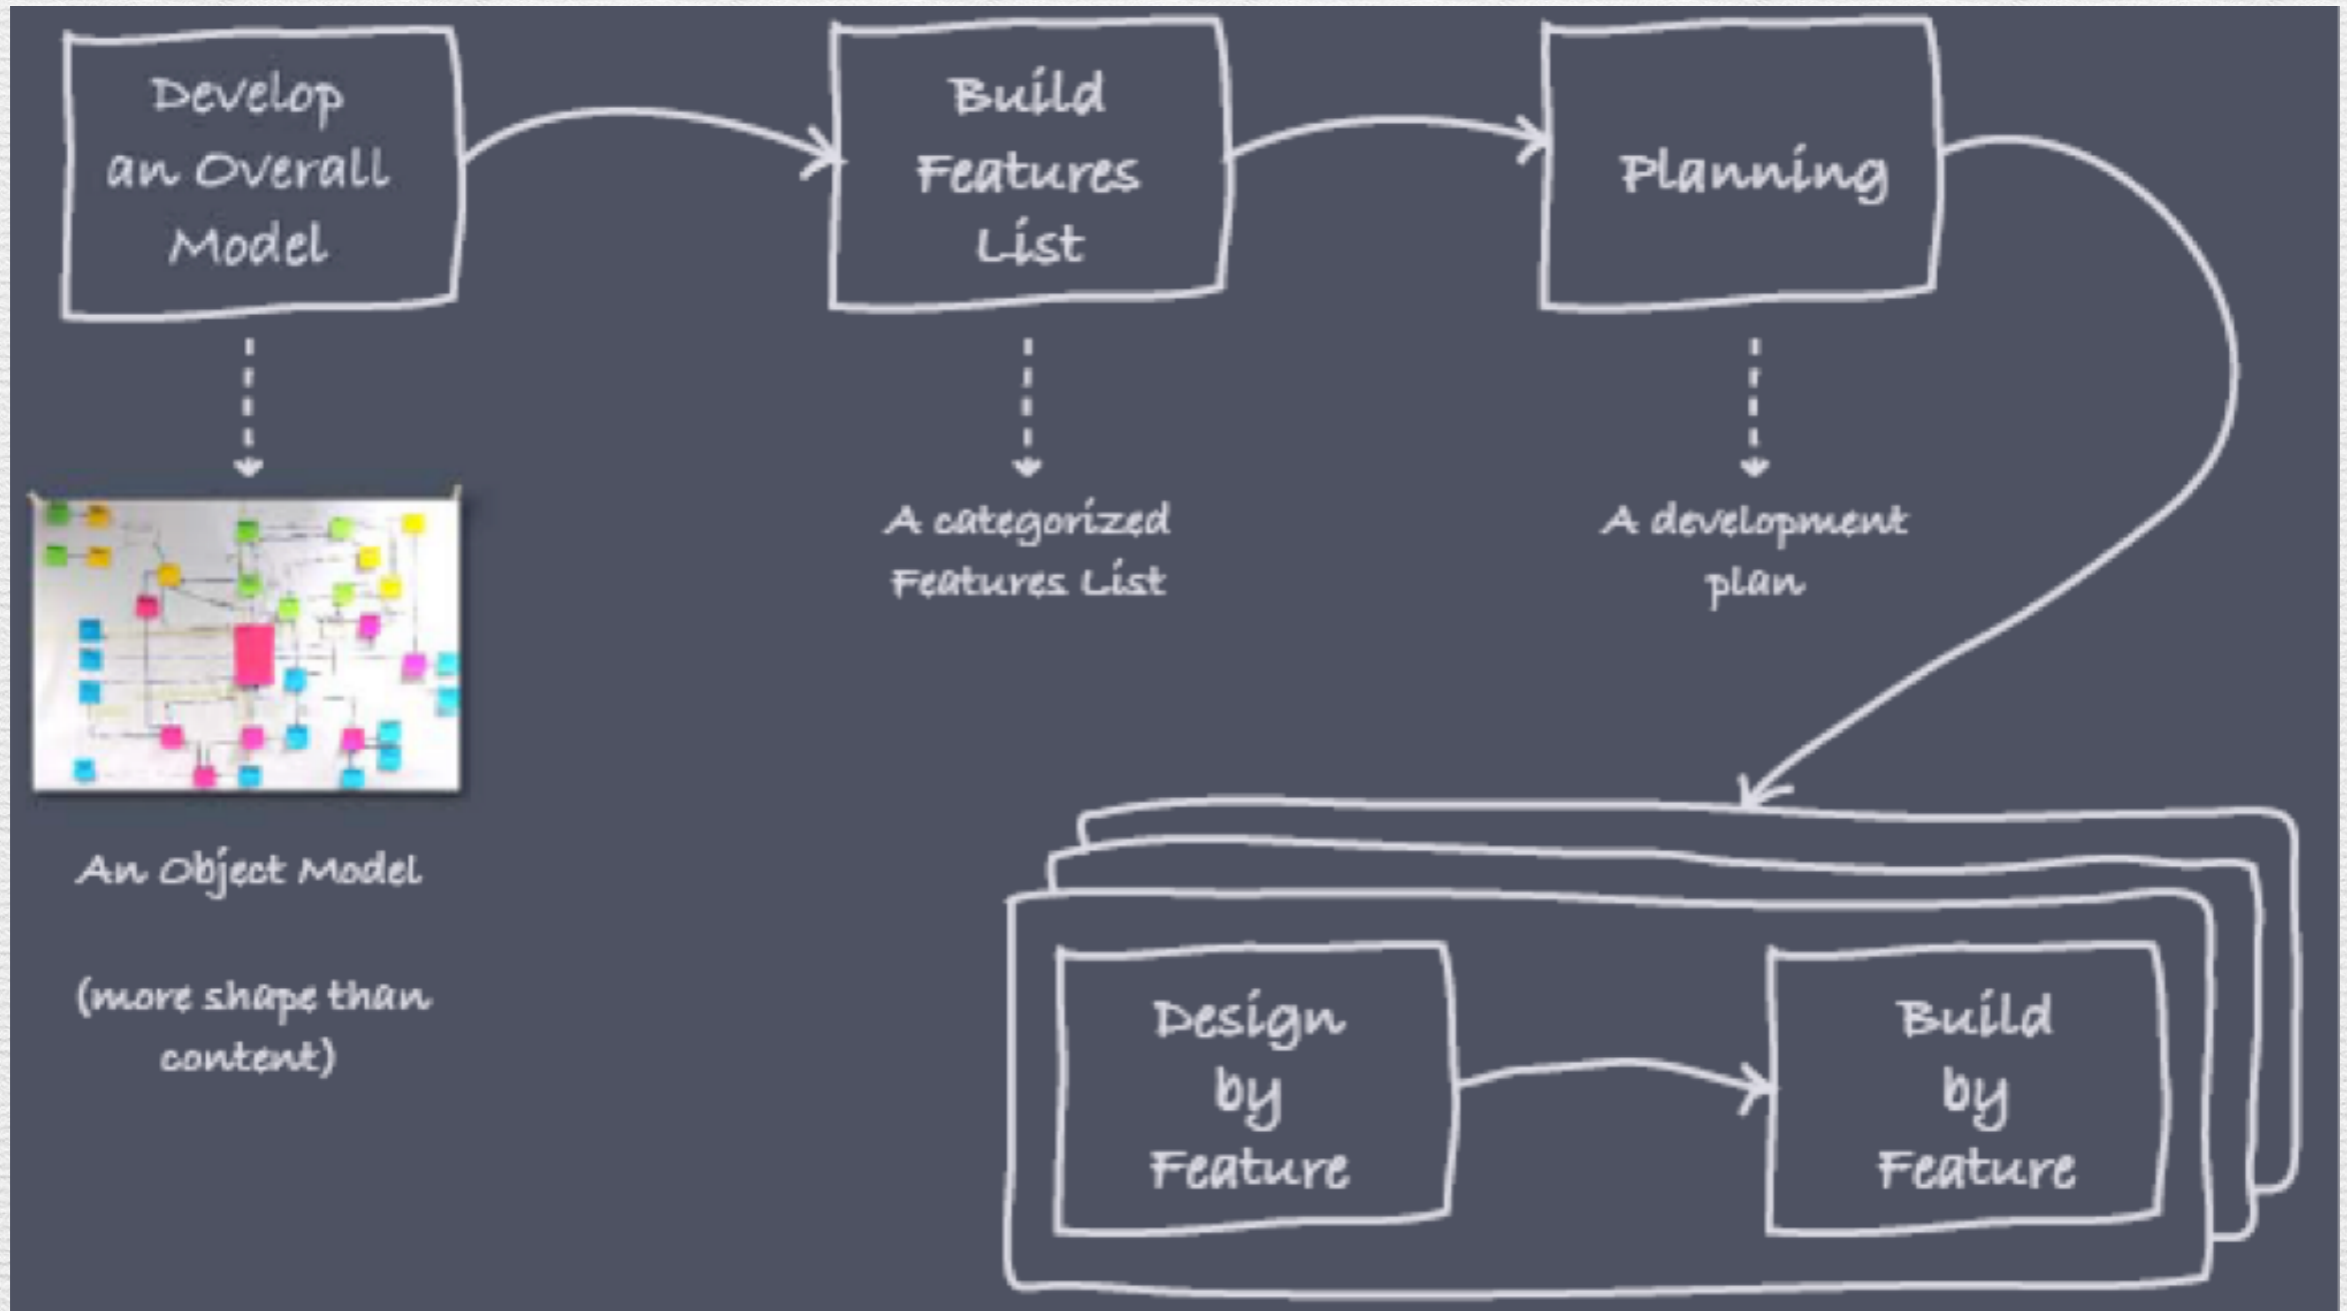 Develop
an Overall
Model
Build
Features
List
Planning
A categorized
Features List
A development
plan
An Object Model
(more shape than
content)
Design
by
Feature
Build
by
Feature